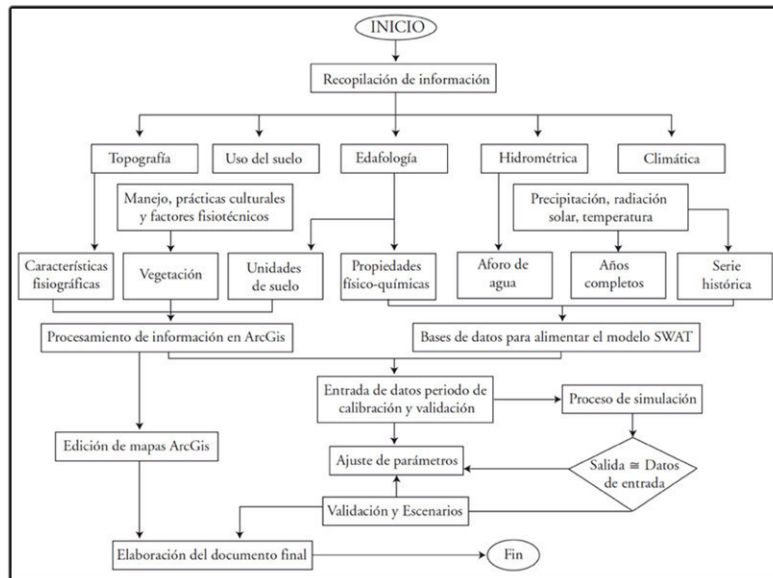 INICIO
Recopilación de información
Topografía
Uso del suelo
Edafología
Hidrométrica
Climática
Manejo, prácticas culturales
y factores fisiotécnicos
Precipitación, radiación
solar, temperatura
Características
fisiográficas
Vegetación
Unidades
de suelo
Propiedades
físico-químicas
Aforo de
agua
Años
completos
Serie
histórica
Procesamiento de información en ArcGis
Bases de datos para alimentar el modelo SWAT
Entrada de datos periodo de
calibración y validación
Proceso de simulación
Edición de mapas ArcGis
Ajuste de parámetros
Salida ≅ Datos
de entrada
Validación y Escenarios
Elaboración del documento final
Fin